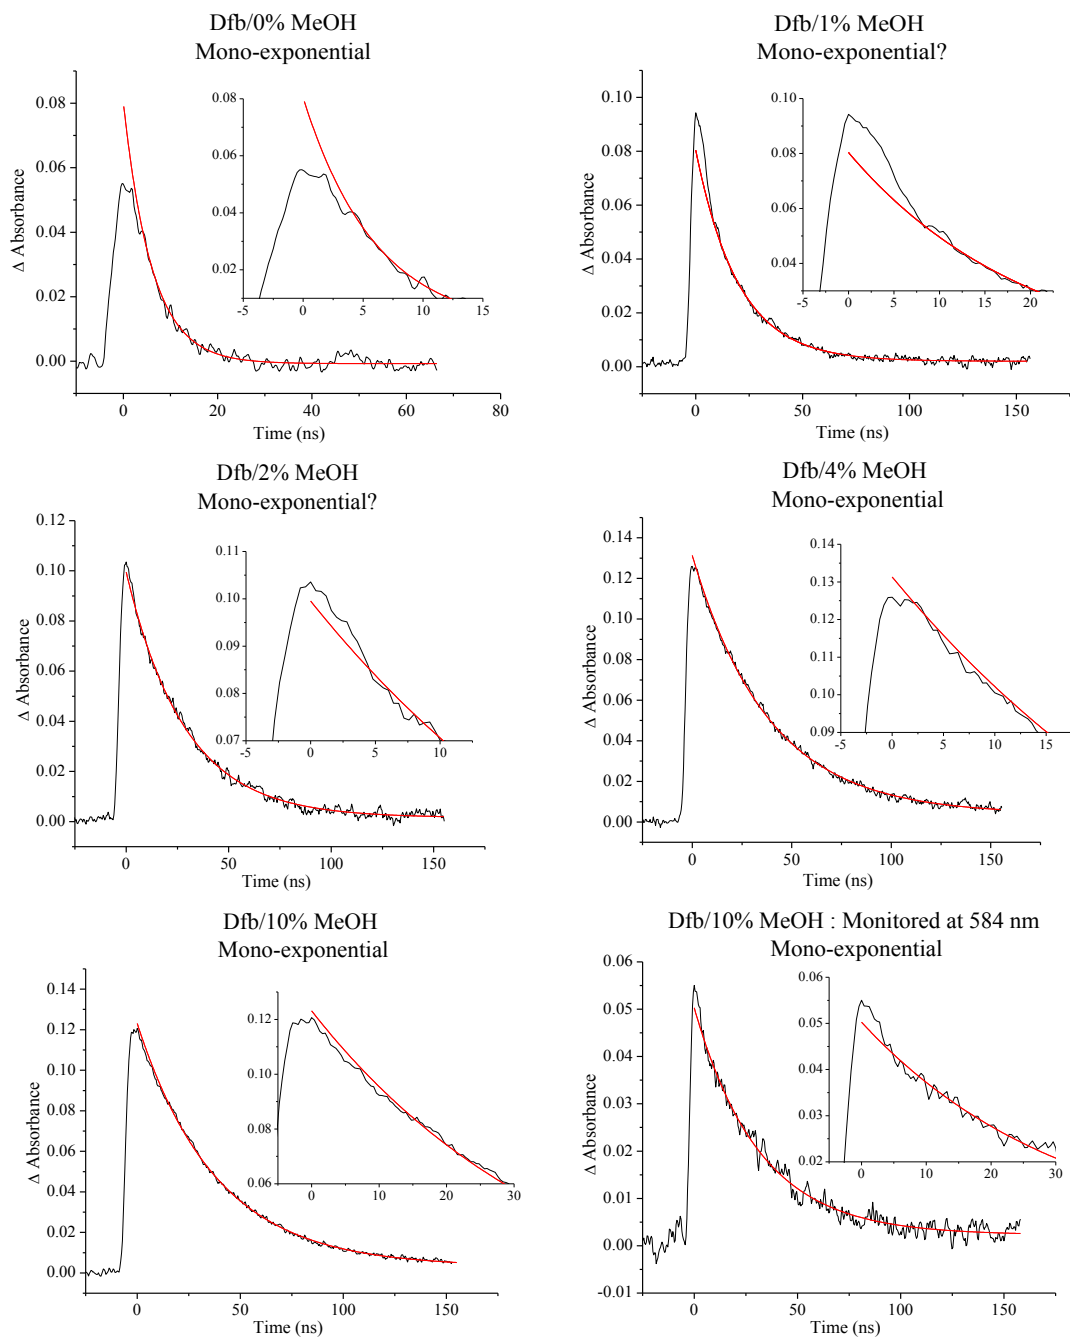 Dfb/0% MeOH
Mono-exponential
0.08
0.06
0.04
0.02
0.00
Δ Absorbance
0.08
0.06
0.04
0.02
-5 0 5 10 15
0 20 40 60 80
Time (ns)
Dfb/1% MeOH
Mono-exponential?
0.10
0.08
0.06
0.04
0.02
0.00
Δ Absorbance
0.10
0.08
0.06
0.04
-5 0 5 10 15 20
0 50 100 150
Time (ns)
Dfb/2% MeOH
Mono-exponential?
0.12
0.10
0.08
0.06
0.04
0.02
0.00
Δ Absorbance
0.11
0.10
0.09
0.08
0.07
-5 0 5 10
0 50 100 150
Time (ns)
Dfb/4% MeOH
Mono-exponential
0.14
0.12
0.10
0.08
0.06
0.04
0.02
0.00
Δ Absorbance
0.14
0.13
0.12
0.11
0.10
0.09
-5 0 5 10 15
0 50 100 150
Time (ns)
Dfb/10% MeOH
Mono-exponential
0.14
0.12
0.10
0.08
0.06
0.04
0.02
0.00
Δ Absorbance
0.12
0.10
0.08
0.06
0 10 20 30
0 50 100 150
Time (ns)
Dfb/10% MeOH : Monitored at 584 nm
Mono-exponential
0.06
0.05
0.04
0.03
0.02
0.01
0.00
-0.01
Δ Absorbance
0.06
0.05
0.04
0.03
0.02
0 10 20 30
0 50 100 150
Time (ns)